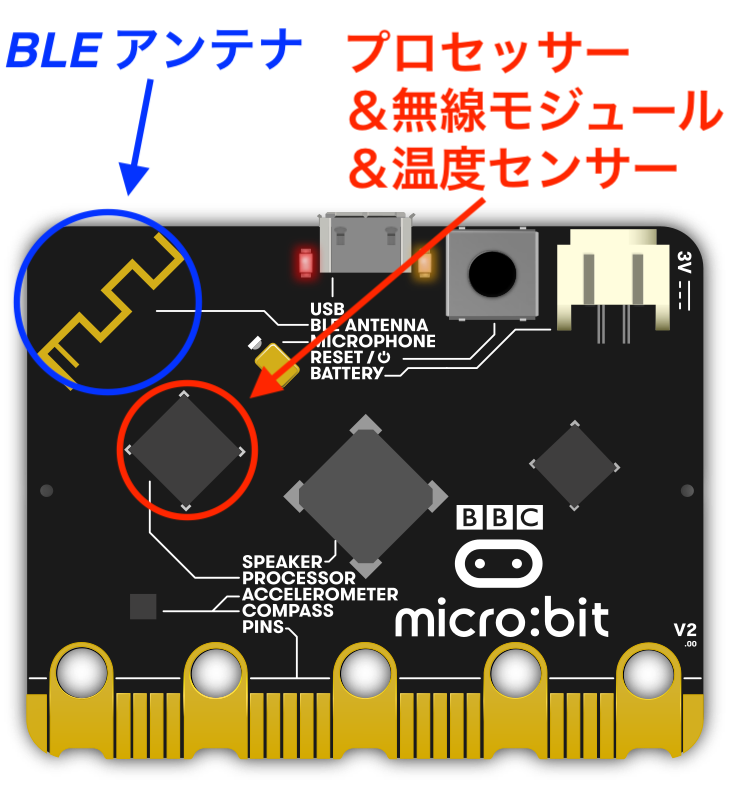 BLE アンテナ
プロセッサー
＆無線モジュール
＆温度センサー
3V
USB
BLE ANTENNA
MICROPHONE
RESET /
BATTERY
BBC
SPEAKER
PROCESSOR
ACCELEROMETER
COMPASS
PINS
micro:bit
V2
.00